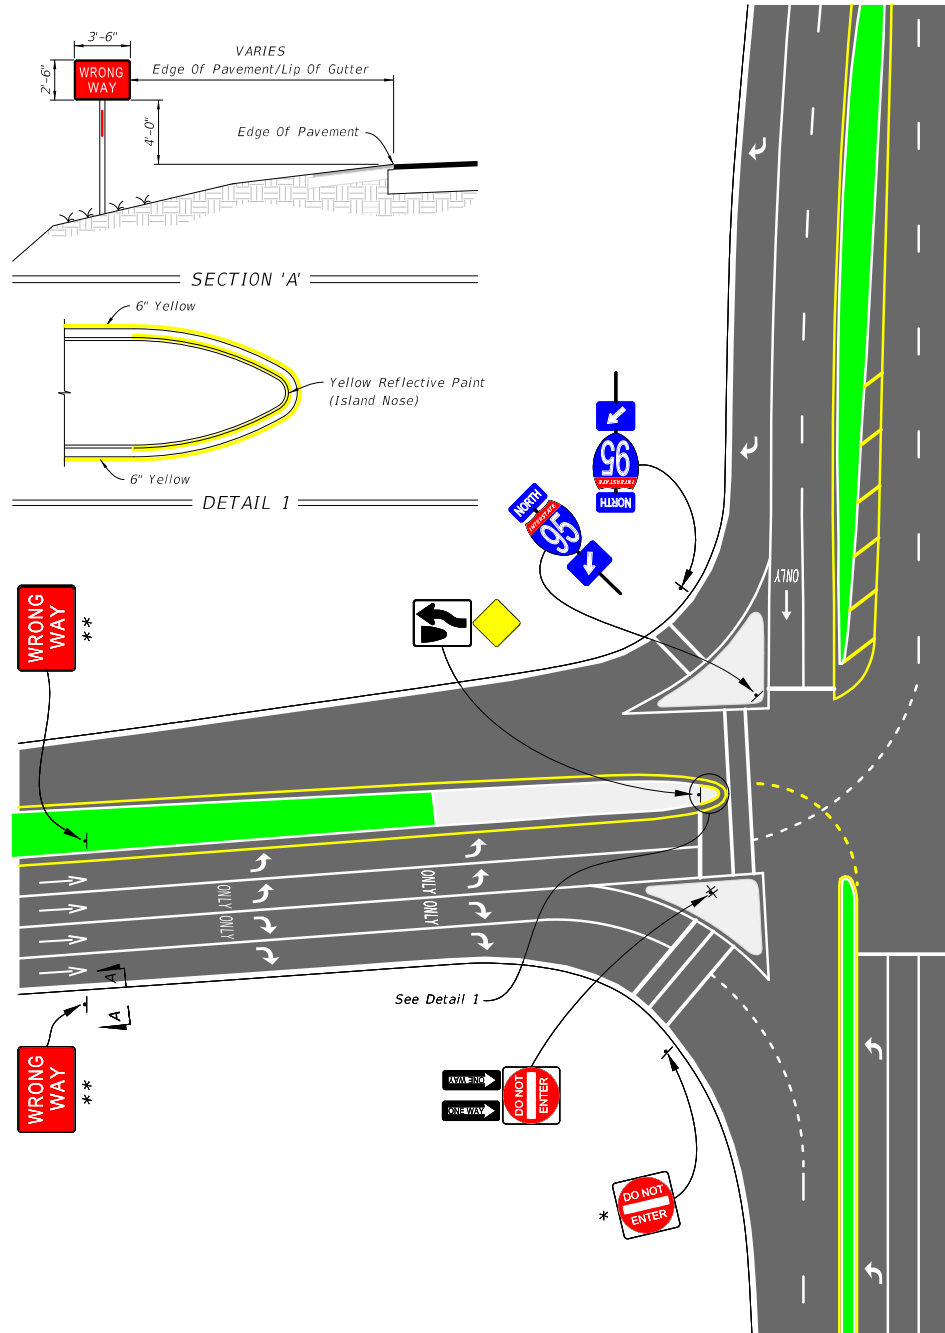 3'-6"
VARIES
Edge Of Pavement/Lip Of Gutter
WRONG
WAY
2'-6"
4'-0"
Edge Of Pavement
SECTION 'A'
6" Yellow
Yellow Reflective Paint
(Island Nose)
6" Yellow
DETAIL 1
NORTH
INTERSTATE
95
NORTH
INTERSTATE
95
ONLY
WRONG
WAY
**
ONLY
ONLY
ONLY
ONLY
A
A
See Detail 1
WRONG
WAY
**
ONE WAY
ONE WAY
DO NOT
ENTER
DO NOT
ENTER
*